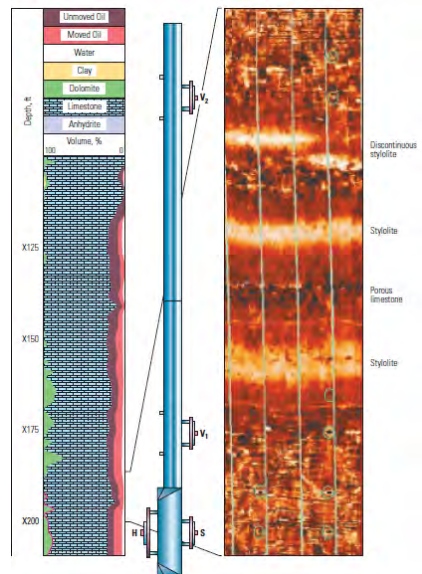 Unmoved Oil
Moved Oil
Water
Clay
Dolomite
Limestone
Anhydrite
Volume, %
100 0
Depth, ft
X125
X150
X175
X200
V2
V1
H
S
Discontinuous
stylolite
Stylolite
Porous
limestone
Stylolite